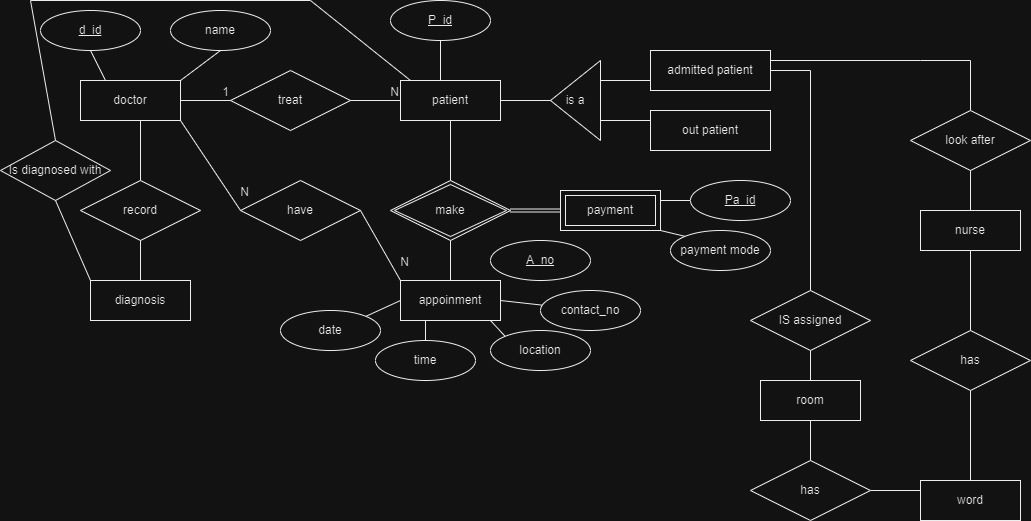 d_id
name
P_id
doctor
1
treat
N
patient
is a
admitted patient
out patient
look after
Is diagnosed with
record
N
have
make
payment
Pa_id
payment mode
nurse
N
A_no
diagnosis
appoinment
contact_no
date
time
location
IS assigned
has
room
has
word